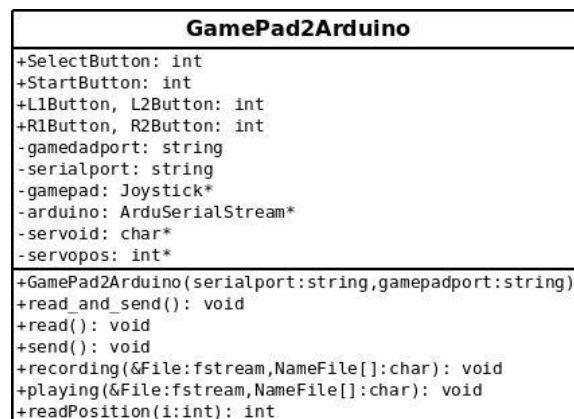 GamePad2Arduino
+SelectButton: int
+StartButton: int
+L1Button, L2Button: int
+R1Button, R2Button: int
-gamedadport: string
-serialport: string
-gamepad: Joystick*
-arduino: ArduSerialStream*
-servoid: char*
-servopos: int*
+GamePad2Arduino(serialport:string,gamepadport:string)
+read_and_send(): void
+read(): void
+send(): void
+recording(&File:fstream,NameFile[]:char): void
+playing(&File:fstream,NameFile[]:char): void
+readPosition(i:int): int